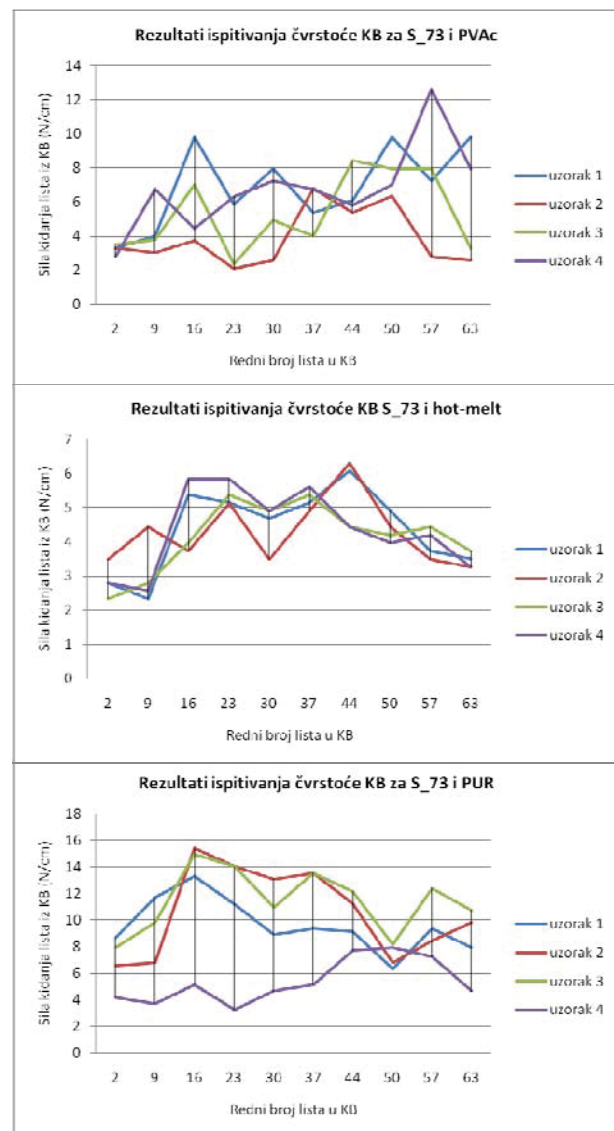 Rezultati ispitivanja čvrstoće KB za S_73 i PVAc
Sila kidanja lista iz KB (N/cm)
14
12
10
8
6
4
2
0
2 9 16 23 30 37 44 50 57 63
Redni broj lista u KB
uzorak 1
uzorak 2
uzorak 3
uzorak 4
Rezultati ispitivanja čvrstoće KB S_73 i hot-melt
Sila kidanja lista iz KB (N/cm)
7
6
5
4
3
2
1
0
2 9 16 23 30 37 44 50 57 63
Redni broj lista u KB
uzorak 1
uzorak 2
uzorak 3
uzorak 4
Rezultati ispitivanja čvrstoće KB za S_73 i PUR
Sila kidanja lista iz KB (N/cm)
18
16
14
12
10
8
6
4
2
0
2 9 16 23 30 37 44 50 57 63
Redni broj lista u KB
uzorak 1
uzorak 2
uzorak 3
uzorak 4